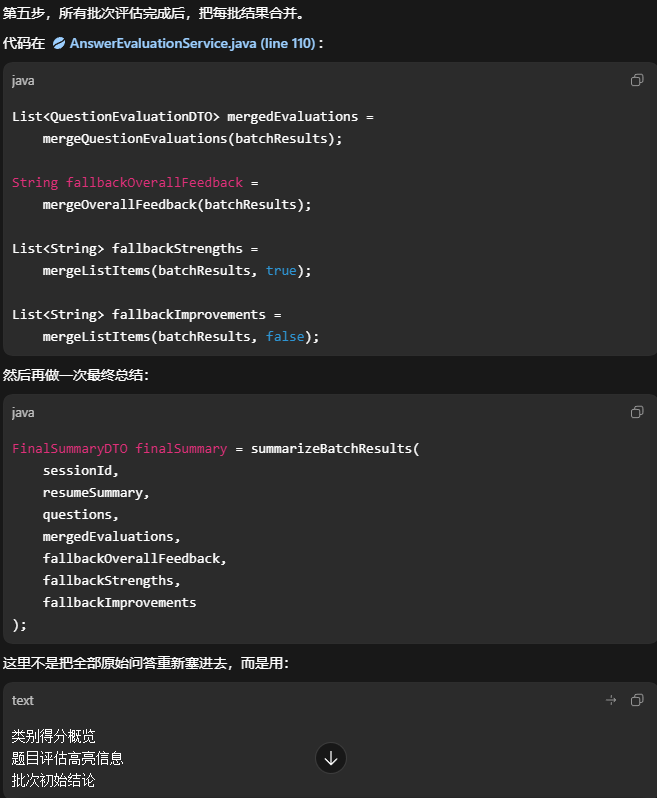 第五步，所有批次评估完成后，把每批结果合并。
代码在 AnswerEvaluationService.java (line 110)：
java
List<QuestionEvaluationDTO> mergedEvaluations =
    mergeQuestionEvaluations(batchResults);
String fallbackOverallFeedback =
    mergeOverallFeedback(batchResults);
List<String> fallbackStrengths =
    mergeListItems(batchResults, true);
List<String> fallbackImprovements =
    mergeListItems(batchResults, false);
然后再做一次最终总结：
java
FinalSummaryDTO finalSummary = summarizeBatchResults(
    sessionId,
    resumeSummary,
    questions,
    mergedEvaluations,
    fallbackOverallFeedback,
    fallbackStrengths,
    fallbackImprovements
);
这里不是把全部原始问答重新塞进去，而是用：
text
类别得分概览
题目评估高亮信息
批次初始结论